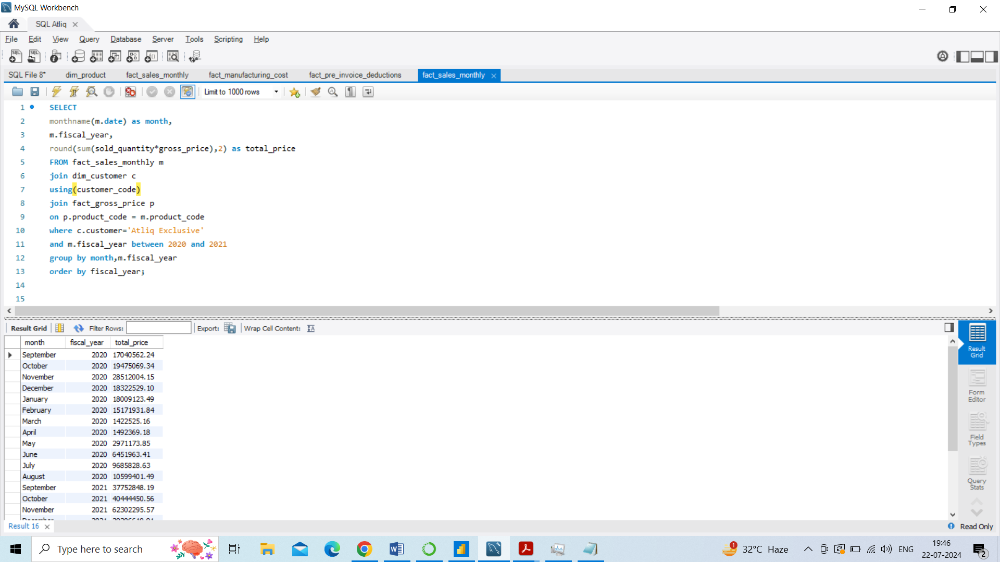 MySQL Workbench
SQL Atliq
File Edit View Query Database Server Tools Scripting Help
SQL File 8* dim_product fact_sales_monthly fact_manufacturing_cost fact_pre_invoice_deductions fact_sales_monthly
Limit to 1000 rows
1 SELECT
2 monthname(m.date) as month,
3 m.fiscal_year,
4 round(sum(sold_quantity*gross_price),2) as total_price
5 FROM fact_sales_monthly m
6 join dim_customer c
7 using(customer_code)
8 join fact_gross_price p
9 on p.product_code = m.product_code
10 where c.customer='Atliq Exclusive'
11 and m.fiscal_year between 2020 and 2021
12 group by month,m.fiscal_year
13 order by fiscal_year;
14
15
Result Grid Filter Rows: Export: Wrap Cell Content:
month fiscal_year total_price
September 2020 17040562.24
October 2020 19475069.34
November 2020 28512004.15
December 2020 18322529.10
January 2020 18009123.49
February 2020 15171931.84
March 2020 1422525.16
April 2020 1492369.18
May 2020 2971173.85
June 2020 6451963.41
July 2020 9685828.63
August 2020 10599401.49
September 2021 37752848.19
October 2021 40444450.56
November 2021 62302295.57
Result Grid
Form Editor
Field Types
Query Stats
Result 16
Read Only
Type here to search
1
32°C Haze
ENG
19:46
22-07-2024
2